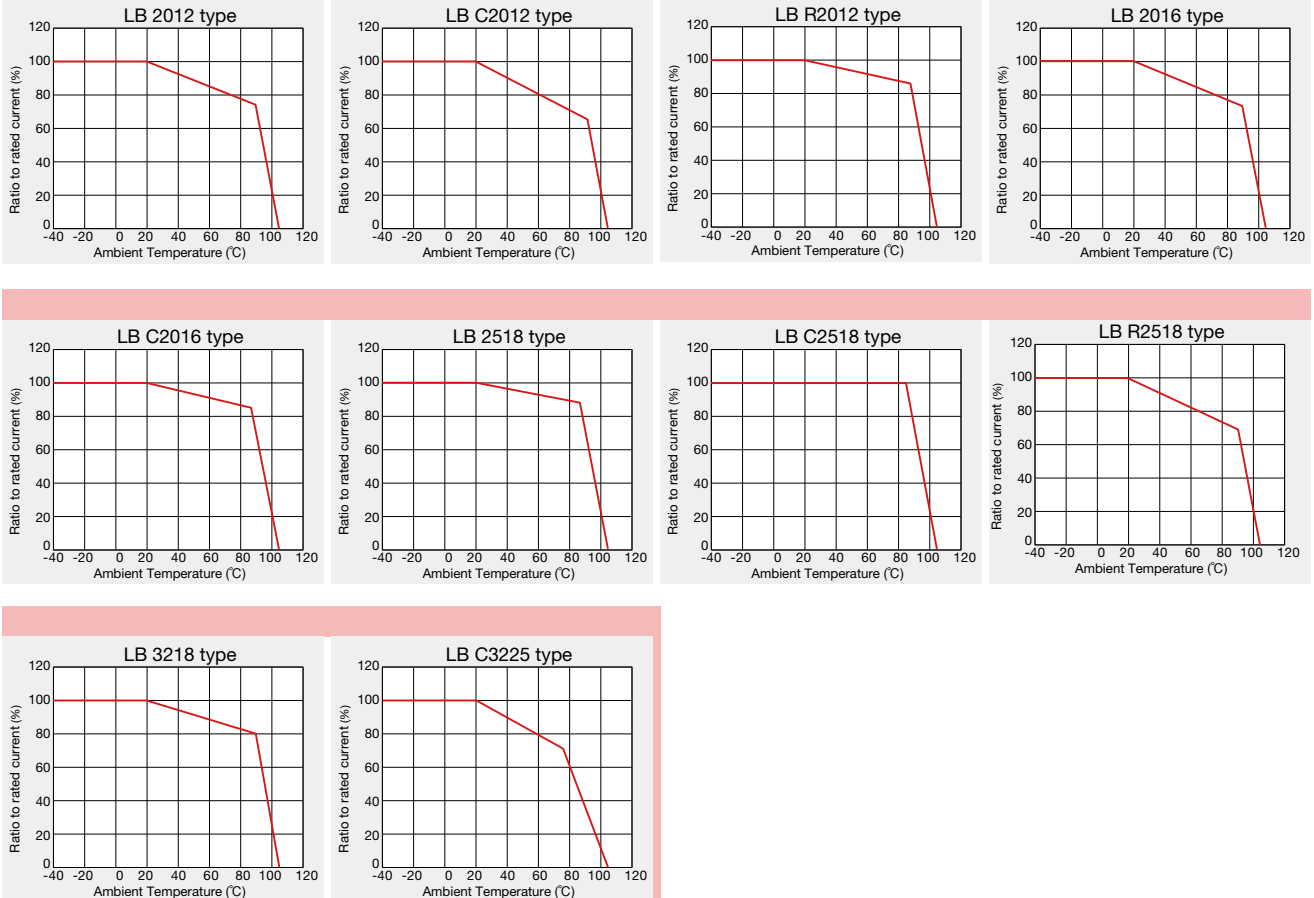 LB 2012 type
120
100
80
60
40
20
0
-40 -20 0 20 40 60 80 100 120
Ratio to rated current (%)
Ambient Temperature (℃)
LB C2012 type
120
100
80
60
40
20
0
-40 -20 0 20 40 60 80 100 120
Ratio to rated current (%)
Ambient Temperature (℃)
LB R2012 type
120
100
80
60
40
20
0
-40 -20 0 20 40 60 80 100 120
Ratio to rated current (%)
Ambient Temperature (℃)
LB 2016 type
120
100
80
60
40
20
0
-40 -20 0 20 40 60 80 100 120
Ratio to rated current (%)
Ambient Temperature (℃)
LB C2016 type
120
100
80
60
40
20
0
-40 -20 0 20 40 60 80 100 120
Ratio to rated current (%)
Ambient Temperature (℃)
LB 2518 type
120
100
80
60
40
20
0
-40 -20 0 20 40 60 80 100 120
Ratio to rated current (%)
Ambient Temperature (℃)
LB C2518 type
120
100
80
60
40
20
0
-40 -20 0 20 40 60 80 100 120
Ratio to rated current (%)
Ambient Temperature (℃)
LB R2518 type
120
100
80
60
40
20
0
-40 -20 0 20 40 60 80 100 120
Ratio to rated current (%)
Ambient Temperature (℃)
LB 3218 type
120
100
80
60
40
20
0
-40 -20 0 20 40 60 80 100 120
Ratio to rated current (%)
Ambient Temperature (℃)
LB C3225 type
120
100
80
60
40
20
0
-40 -20 0 20 40 60 80 100 120
Ratio to rated current (%)
Ambient Temperature (℃)